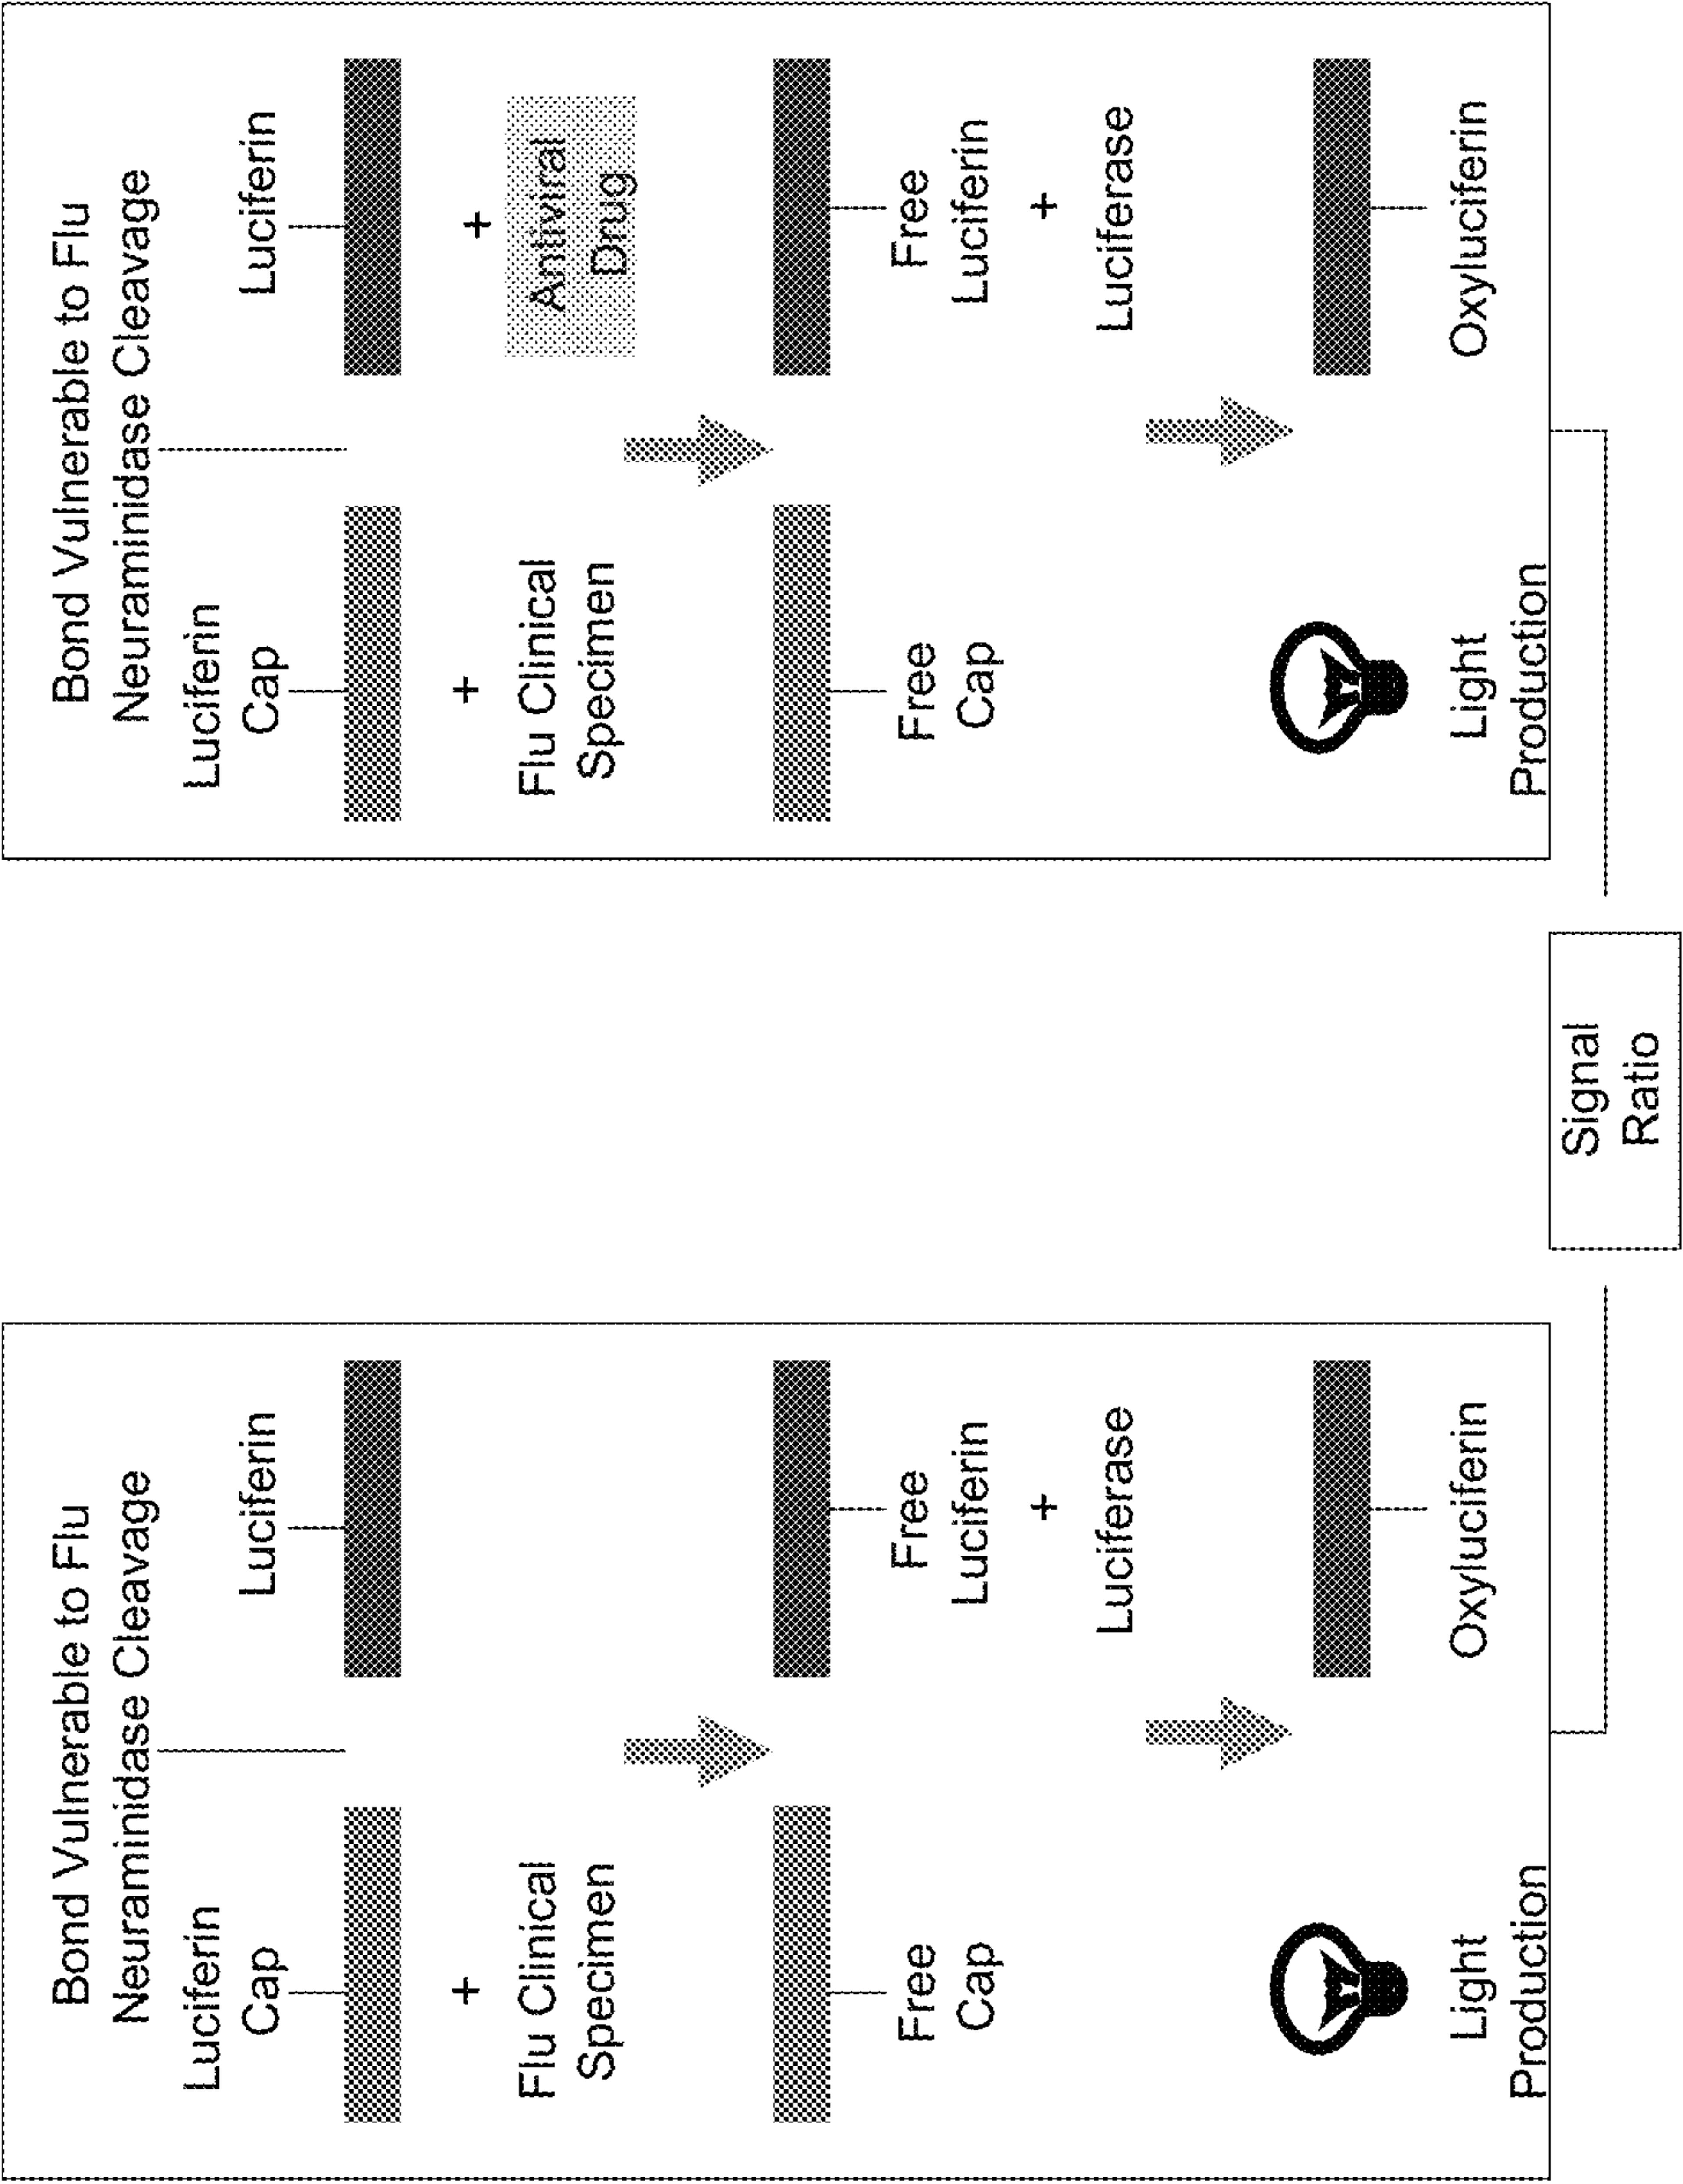 Bond Vulnerable to Flu
Neuraminidase Cleavage
Luciferin
Cap
Luciferin
+
Flu Clinical
Specimen
Free
Cap
Free
Luciferin
+
Luciferase
Light
Production
Oxyluciferin
Bond Vulnerable to Flu
Neuraminidase Cleavage
Luciferin
Cap
Luciferin
+
Flu Clinical
Specimen
+
Antiviral
Drug
Free
Cap
Free
Luciferin
+
Luciferase
Light
Production
Oxyluciferin
Signal
Ratio